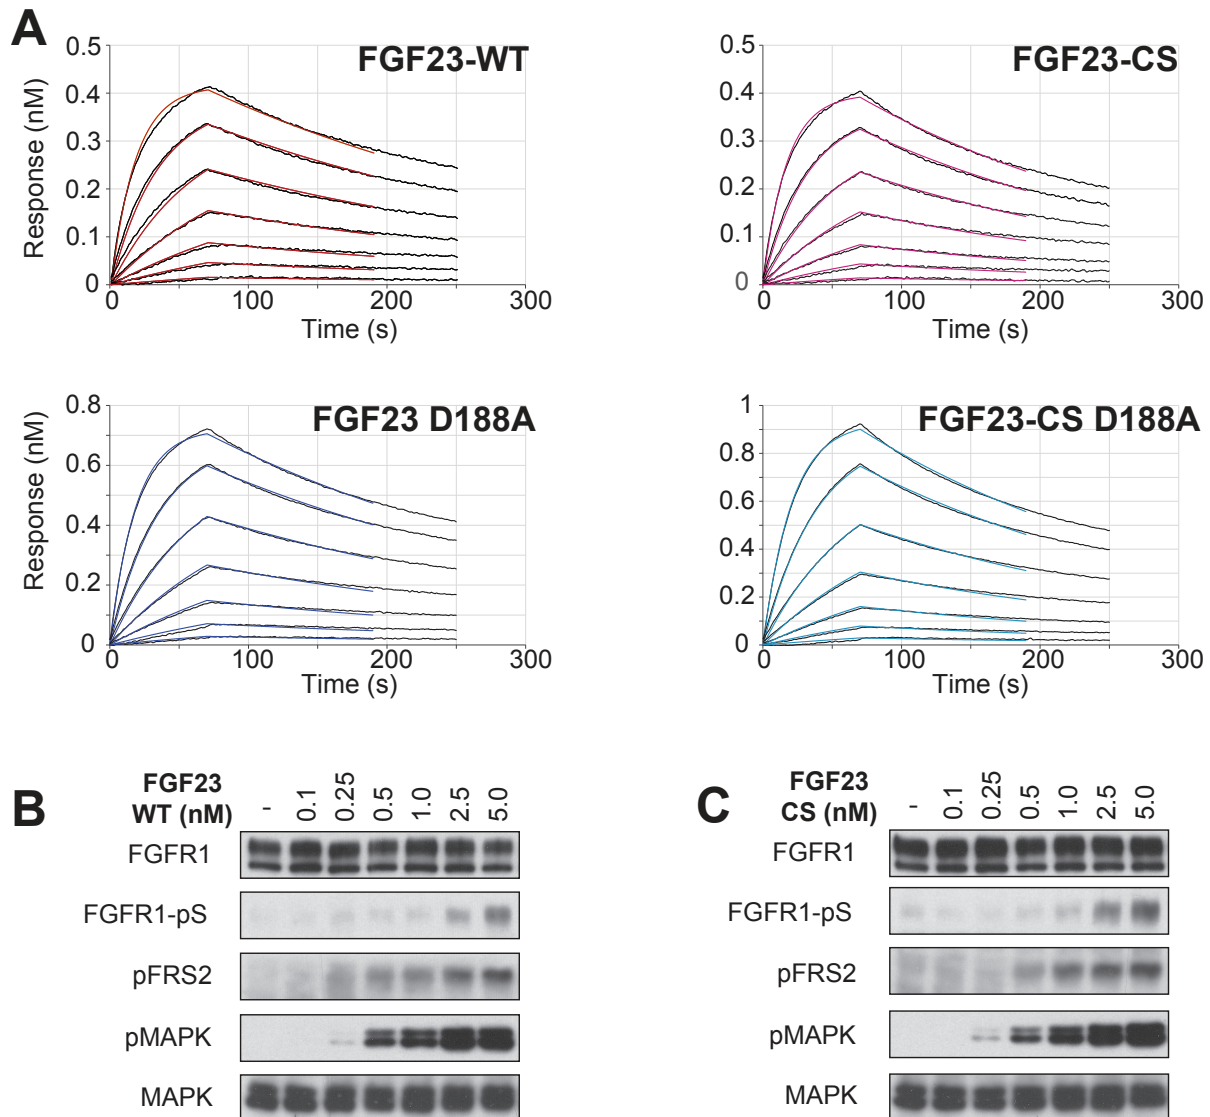 A
FGF23-WT
Response (nM)
0.5
0.4
0.3
0.2
0.1
0
0 100 200 300
Time (s)
FGF23-CS
0.5
0.4
0.3
0.2
0.1
0
0 100 200 300
Time (s)
FGF23 D188A
Response (nM)
0.8
0.6
0.4
0.2
0
0 100 200 300
Time (s)
FGF23-CS D188A
1
0.8
0.6
0.4
0.2
0
0 100 200 300
Time (s)
B
FGF23
WT (nM)
- 0.1 0.25 0.5 1.0 2.5 5.0
FGFR1
FGFR1-pS
pFRS2
pMAPK
MAPK
C
FGF23
CS (nM)
- 0.1 0.25 0.5 1.0 2.5 5.0
FGFR1
FGFR1-pS
pFRS2
pMAPK
MAPK